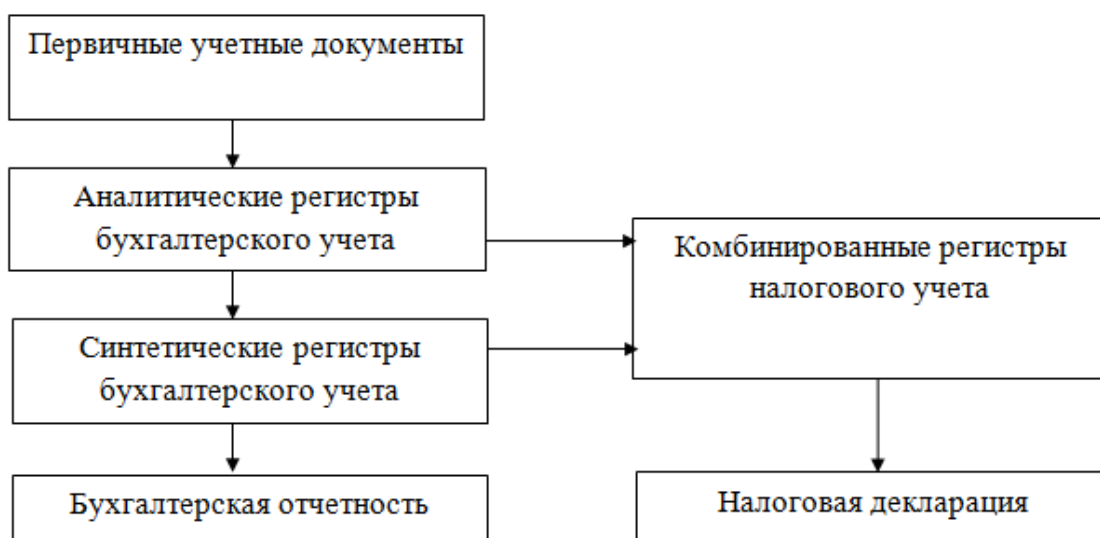 Первичные учетные документы
Аналитические регистры
бухгалтерского учета
Комбинированные регистры
налогового учета
Синтетические регистры
бухгалтерского учета
Бухгалтерская отчетность
Налоговая декларация